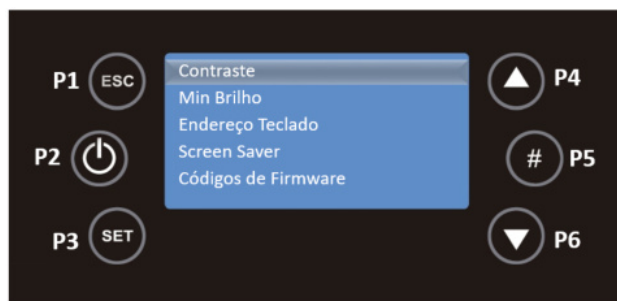 P1 ESC
P2
P3 SET
Contraste
Min Brilho
Endereço Teclado
Screen Saver
Códigos de Firmware
P4
# P5
P6